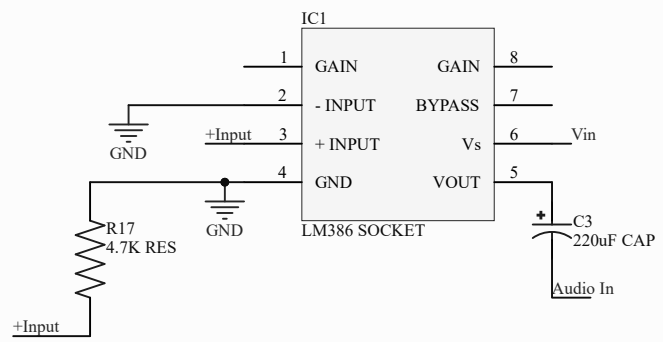 IC1
1 GAIN GAIN 8
2 - INPUT BYPASS 7
GND
+Input 3 + INPUT Vs 6 Vin
4 GND VOUT 5
GND
LM386 SOCKET
R17
4.7K RES
+ C3
220uF CAP
Audio In
+Input